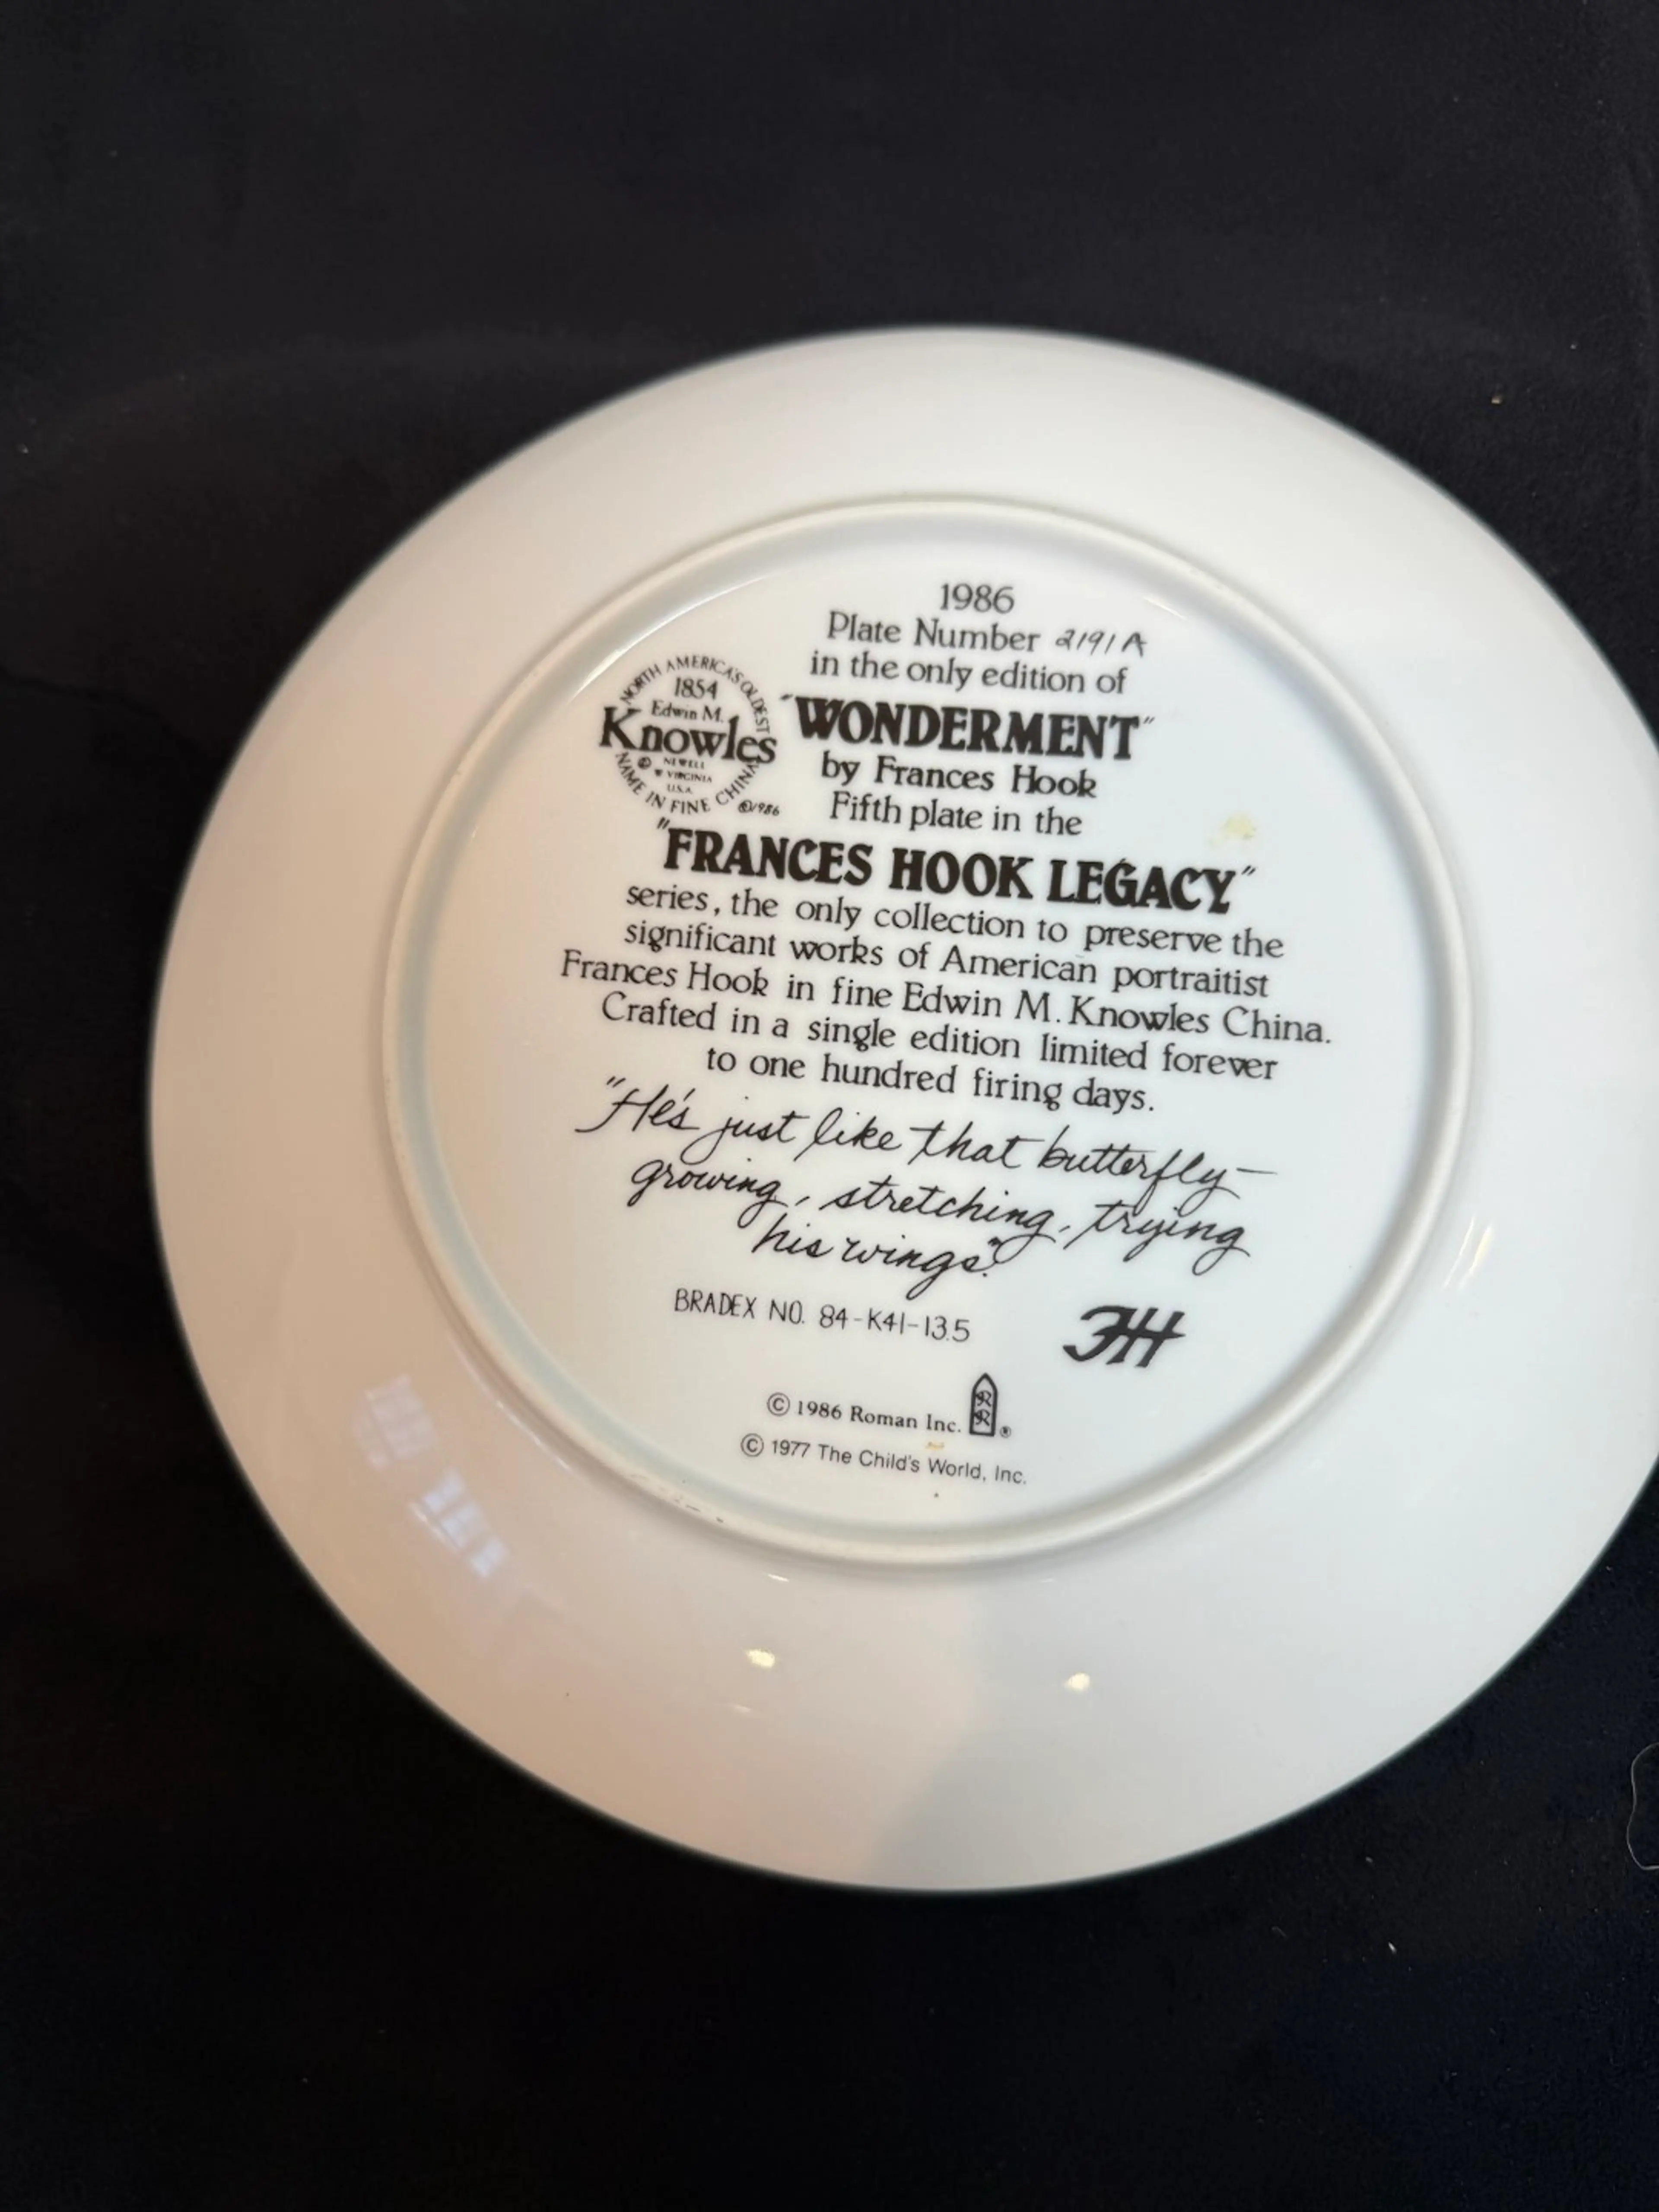 1986
Plate Number 2191A
in the only edition of
"WONDERMENT"
by Frances Hook
Fifth plate in the
"FRANCES HOOK LEGACY"
series, the only collection to preserve the
significant works of American portraitist
Frances Hook in fine Edwin M. Knowles China.
Crafted in a single edition limited forever
to one hundred firing days.
"He's just like that butterfly—
growing, stretching, trying
his wings."
BRADEX NO. 84-K41-13.5
FH
© 1986 Roman Inc. RR ®
© 1977 The Child's World, Inc.
NORTH AMERICA'S OLDEST
1854
Edwin M.
Knowles
© NEWELL
W VIRGINIA
U.S.A.
NAME IN FINE CHINA
©1986